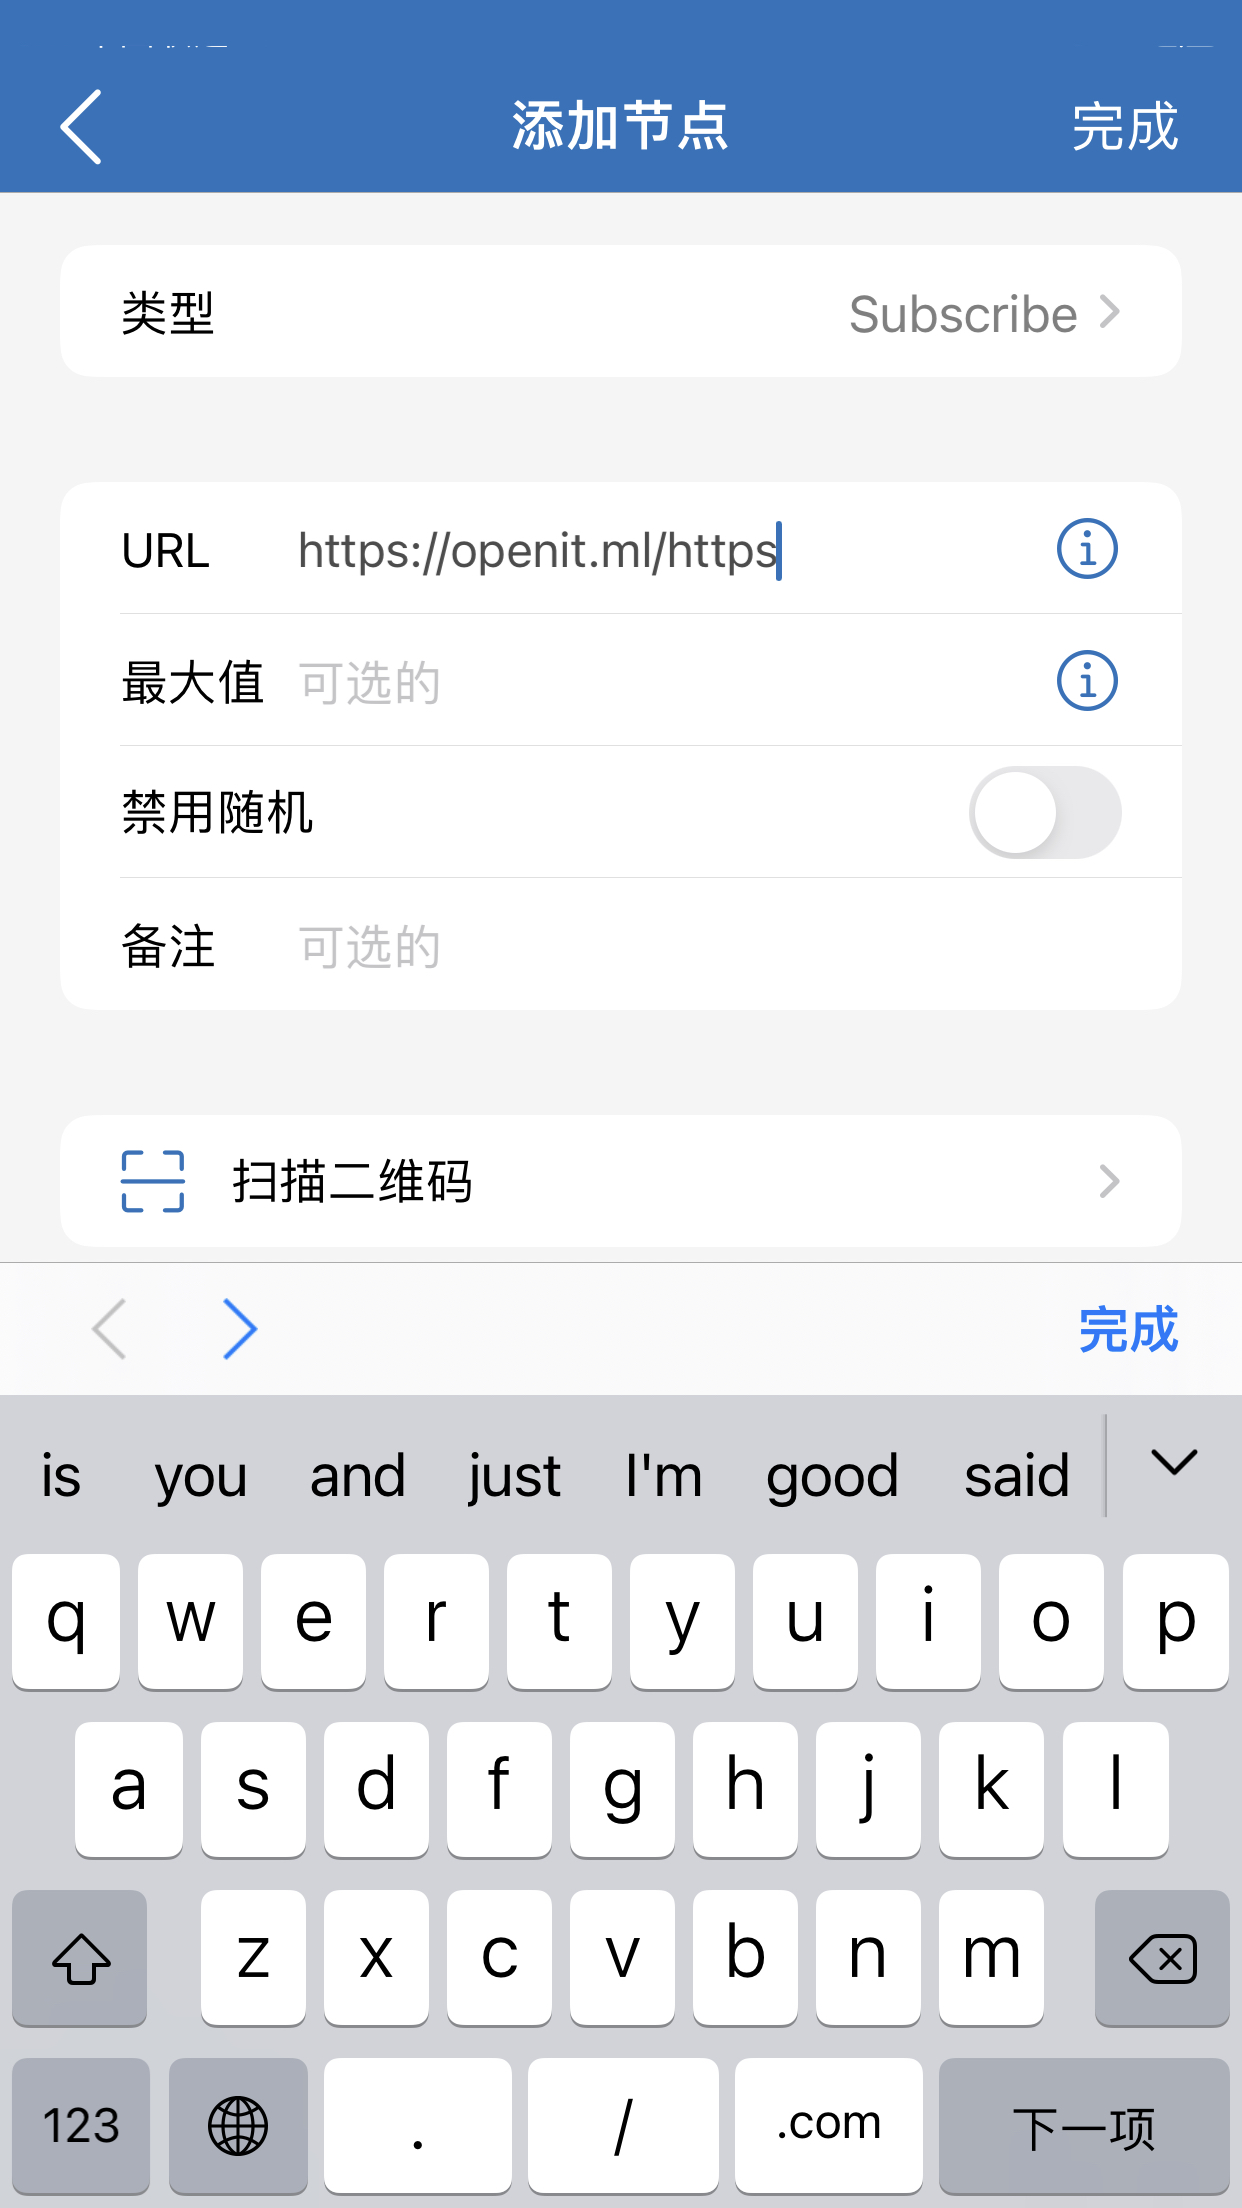 添加节点
完成
类型 Subscribe
URL https://openit.ml/https
最大值 可选的
禁用随机
备注 可选的
扫描二维码
完成
is you and just I'm good said
q w e r t y u i o p
a s d f g h j k l
z x c v b n m
123 . / .com 下一项